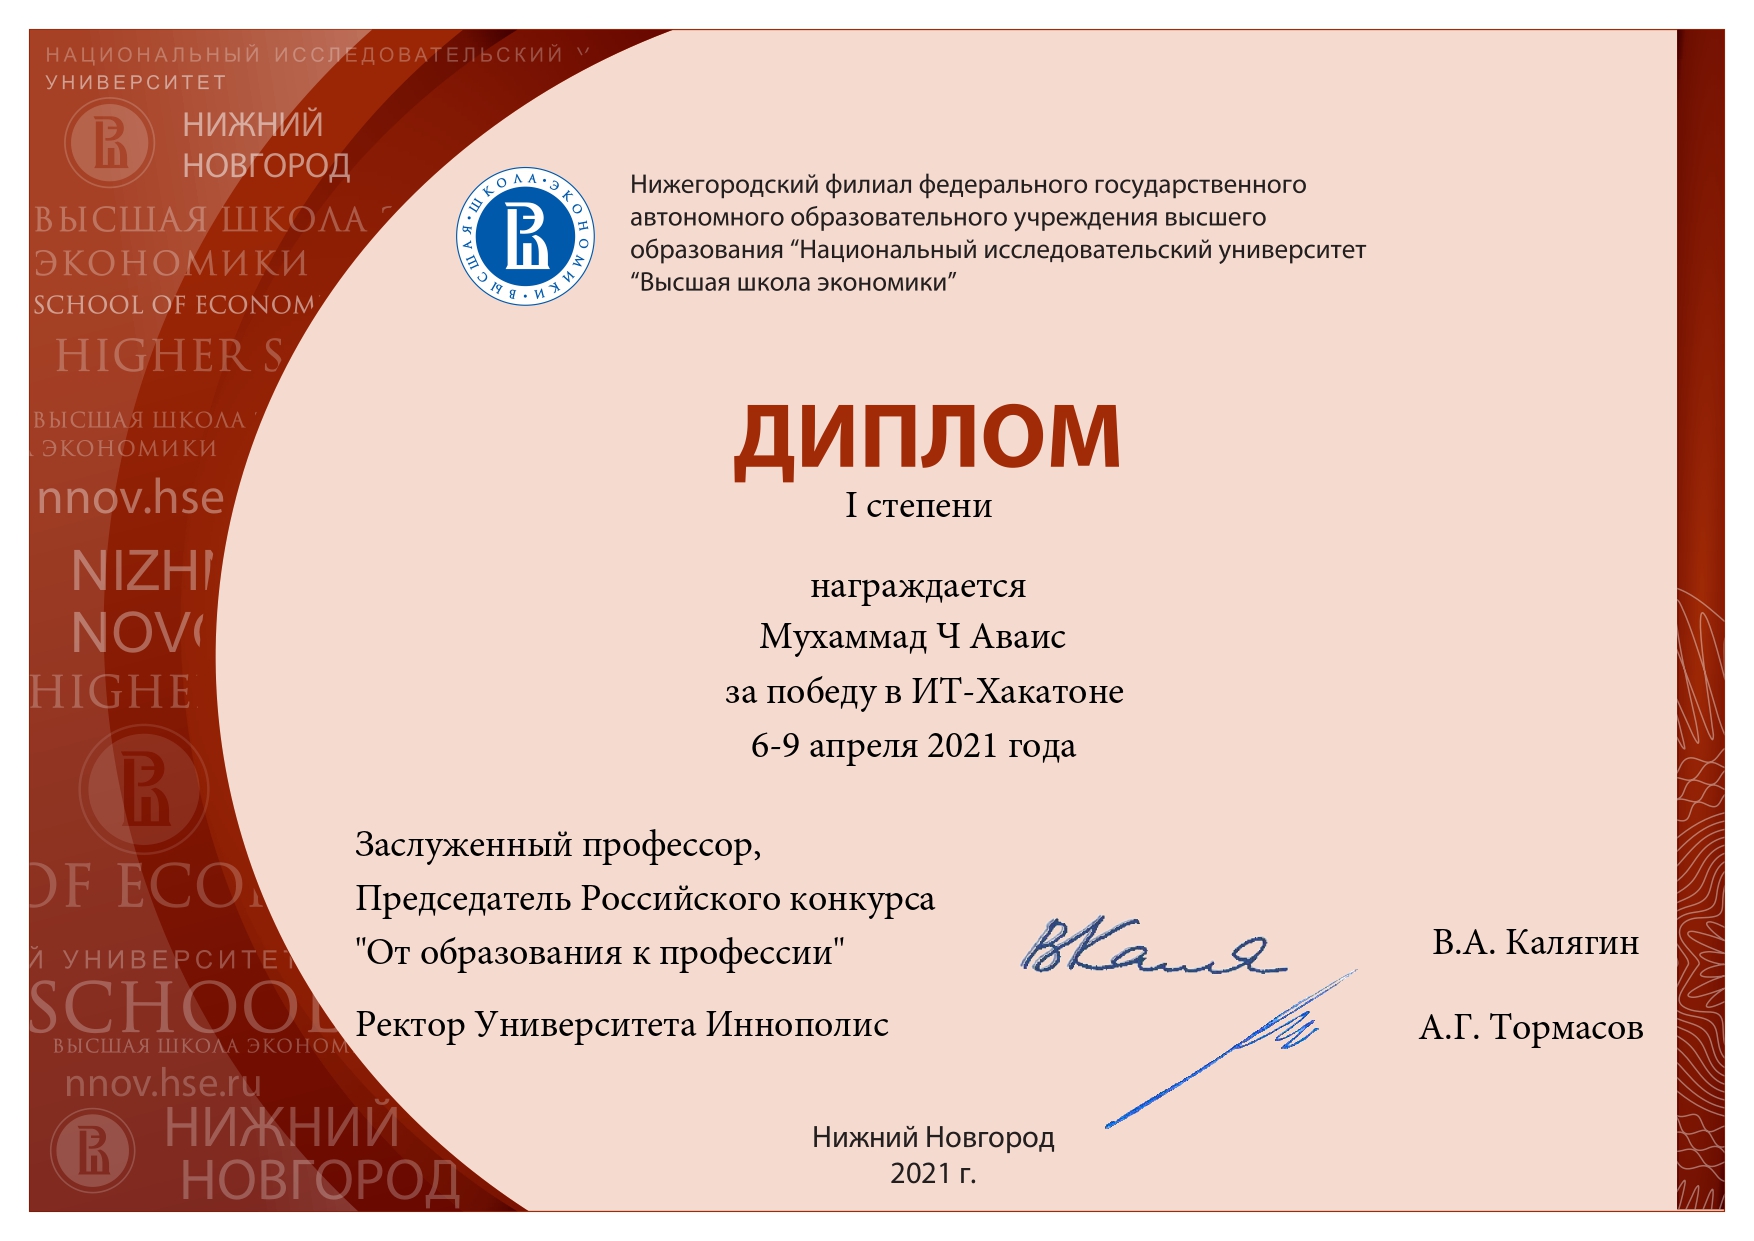 НАЦИОНАЛЬНЫЙ ИССЛЕДОВАТЕЛЬСКИЙ
УНИВЕРСИТЕТ
НИЖНИЙ
НОВГОРОД
ВЫСШАЯ ШКОЛА
ЭКОНОМИКИ
SCHOOL OF ECONOM
HIGHER S
ВЫСШАЯ ШКОЛА
ЭКОНОМИКИ
nnov.hse
NIZHN
NOVO
HIGHE
OF ECO
Й УНИВЕРСИТЕТ
SCHOOL
ВЫСШАЯ ШКОЛА ЭКОНОМ
nnov.hse.ru
НИЖНИЙ
НОВГОРОД
ВЫСШАЯ • ШКОЛА • ЭКОНОМИКИ •
Нижегородский филиал федерального государственного
автономного образовательного учреждения высшего
образования “Национальный исследовательский университет
“Высшая школа экономики”
ДИПЛОМ
I степени
награждается
Мухаммад Ч Аваис
за победу в ИТ-Хакатоне
6-9 апреля 2021 года
Заслуженный профессор,
Председатель Российского конкурса
"От образования к профессии"
В.А. Калягин
Ректор Университета Иннополис
А.Г. Тормасов
Нижний Новгород
2021 г.